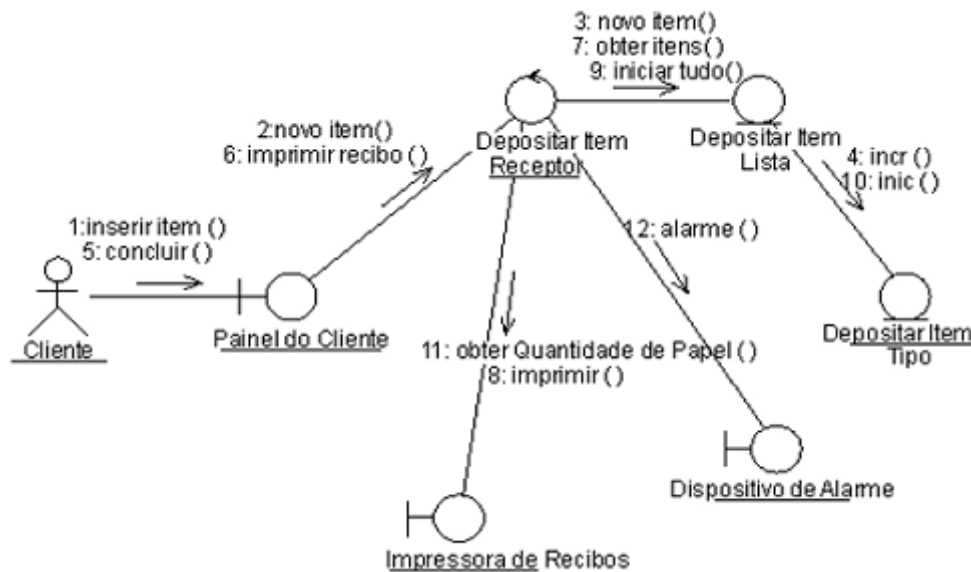 3: novo item()
7: obter itens()
9: iniciar tudo()
2:novo item()
6: imprimir recibo ()
Depositar Item
Receptor
Depositar Item
Lista
4: incr ()
10: inic ()
1:inserir item ()
5: concluir ()
12: alarme ()
Cliente
Painel do Cliente
11: obter Quantidade de Papel ()
8: imprimir ()
Depositar Item
Tipo
Dispositivo de Alarme
Impressora de Recibos